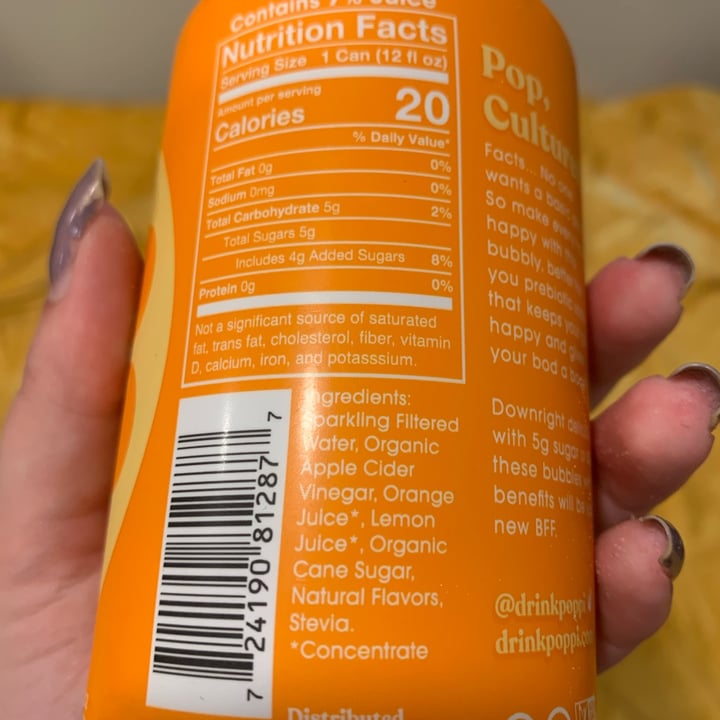 Contains 7% Juice
Nutrition Facts
Serving Size 1 Can (12 fl oz)
Amount per serving
Calories 20
% Daily Value*
Total Fat 0g 0%
Sodium 0mg 0%
Total Carbohydrate 5g 2%
Total Sugars 5g
Includes 4g Added Sugars 8%
Protein 0g 0%
Not a significant source of saturated
fat, trans fat, cholesterol, fiber, vitamin
D, calcium, iron, and potasssium.
Ingredients:
Sparkling Filtered
Water, Organic
Apple Cider
Vinegar, Orange
Juice*, Lemon
Juice*, Organic
Cane Sugar,
Natural Flavors,
Stevia.
*Concentrate
Distributed
7 24190 81287 7
Pop,
Culture
Facts... No one
wants a
So make
happy with
bubbly,
you prebiotic
that keeps
happy and
your bod a
Downright
with 5g sugar
these bubbles
benefits will be
new BFF.
@drinkpoppi
drinkpoppi.com